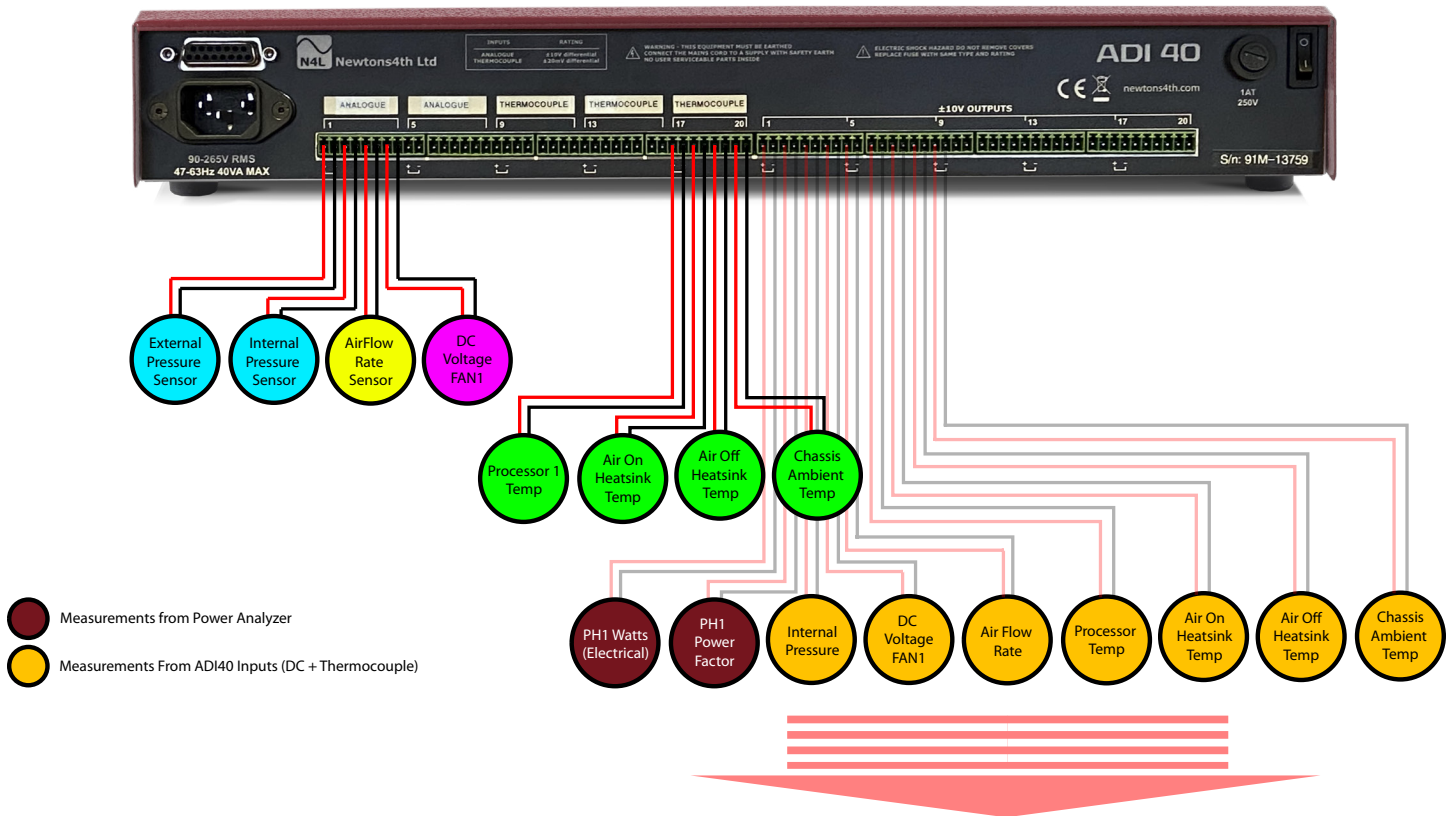 N4L
Newtons4th Ltd
INPUTS RATING
ANALOGUE ±10V differential
THERMOCOUPLE ±20mV differential
WARNING - THIS EQUIPMENT MUST BE EARTHED
CONNECT THE MAINS CORD TO A SUPPLY WITH SAFETY EARTH
NO USER SERVICEABLE PARTS INSIDE
ELECTRIC SHOCK HAZARD DO NOT REMOVE COVERS
REPLACE FUSE WITH SAME TYPE AND RATING
ADI 40
CE
newtons4th.com
1AT
250V
ANALOGUE ANALOGUE THERMOCOUPLE THERMOCOUPLE THERMOCOUPLE
±10V OUTPUTS
1 5 9 13 17 20 1 5 9 13 17 20
90-265V RMS
47-63Hz 40VA MAX
S/n: 91M-13759
External
Pressure
Sensor
Internal
Pressure
Sensor
AirFlow
Rate
Sensor
DC
Voltage
FAN1
Processor 1
Temp
Air On
Heatsink
Temp
Air Off
Heatsink
Temp
Chassis
Ambient
Temp
Measurements from Power Analyzer
Measurements From ADI40 Inputs (DC + Thermocouple)
PH1 Watts
(Electrical)
PH1
Power
Factor
Internal
Pressure
DC
Voltage
FAN1
Air Flow
Rate
Processor
Temp
Air On
Heatsink
Temp
Air Off
Heatsink
Temp
Chassis
Ambient
Temp